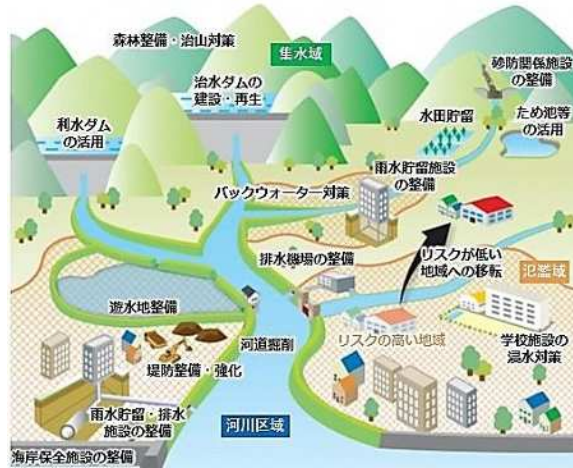 森林整備・治山対策
集水域
砂防関係施設
の整備
治水ダムの
建設・再生
水田貯留
ため池等
の活用
利水ダム
の活用
雨水貯留施設
の整備
バックウォーター対策
排水機場の整備
リスクが低い
地域への移転
氾濫域
遊水地整備
リスクの高い地域
学校施設の
浸水対策
河道掘削
堤防整備・強化
雨水貯留・排水
施設の整備
河川区域
海岸保全施設の整備